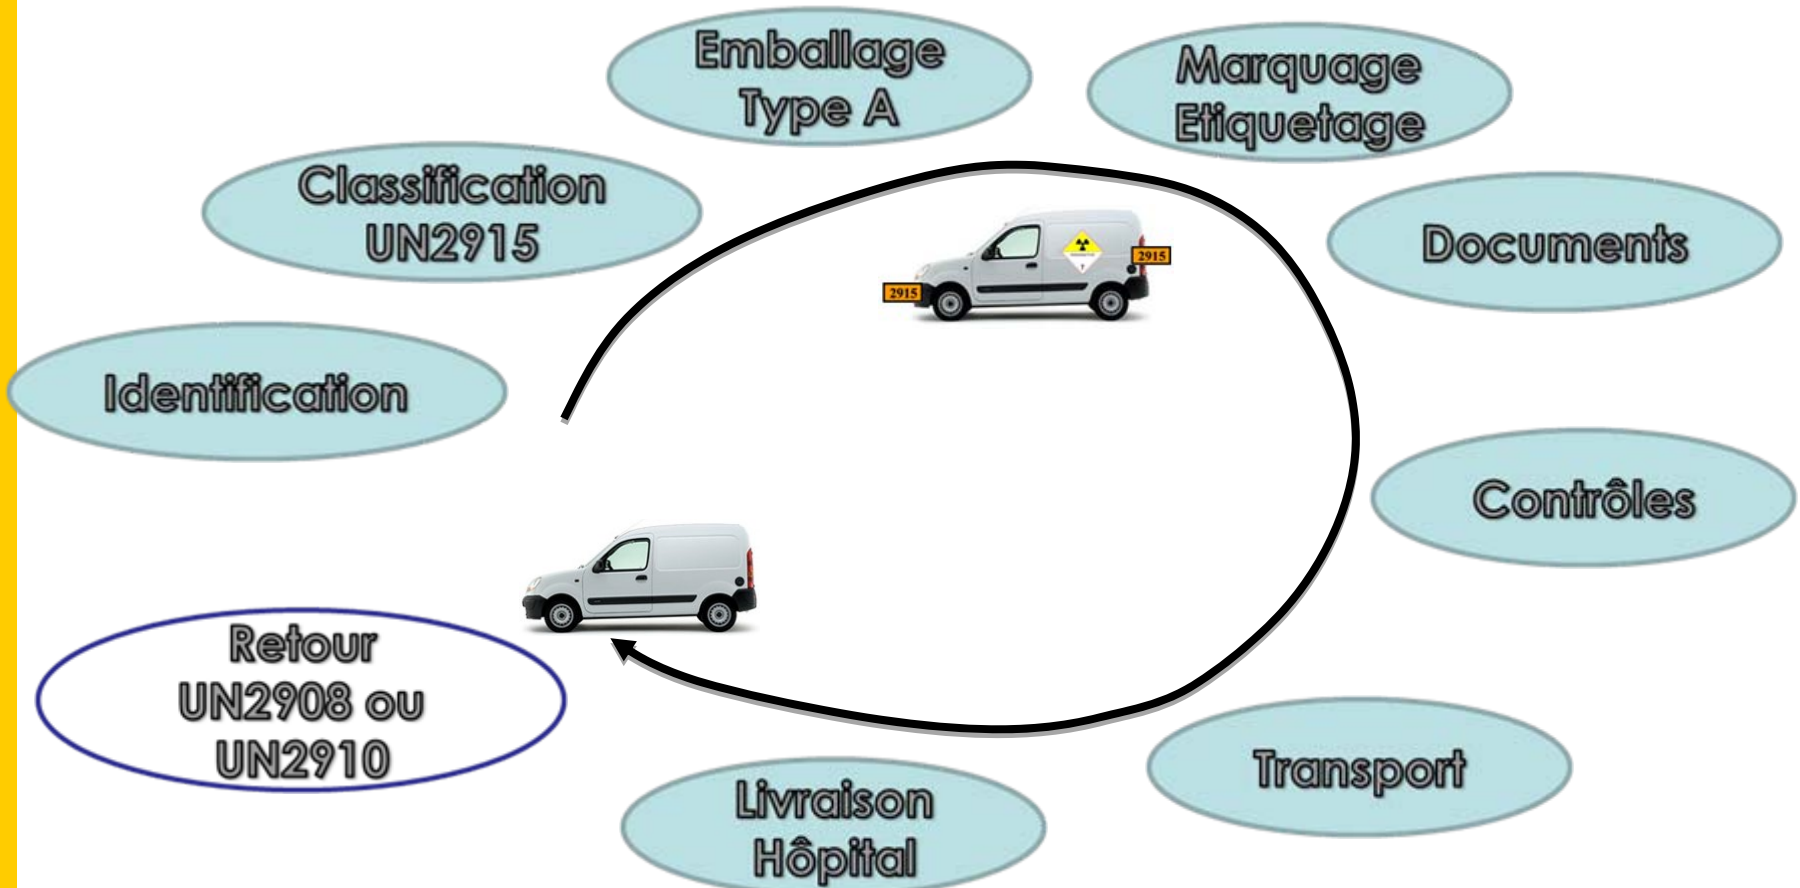 Emballage
Type A
Marquage
Etiquetage
Classification
UN2915
Documents
2915
2915
Identification
Contrôles
Retour
UN2908 ou
UN2910
Transport
Livraison
Hôpital